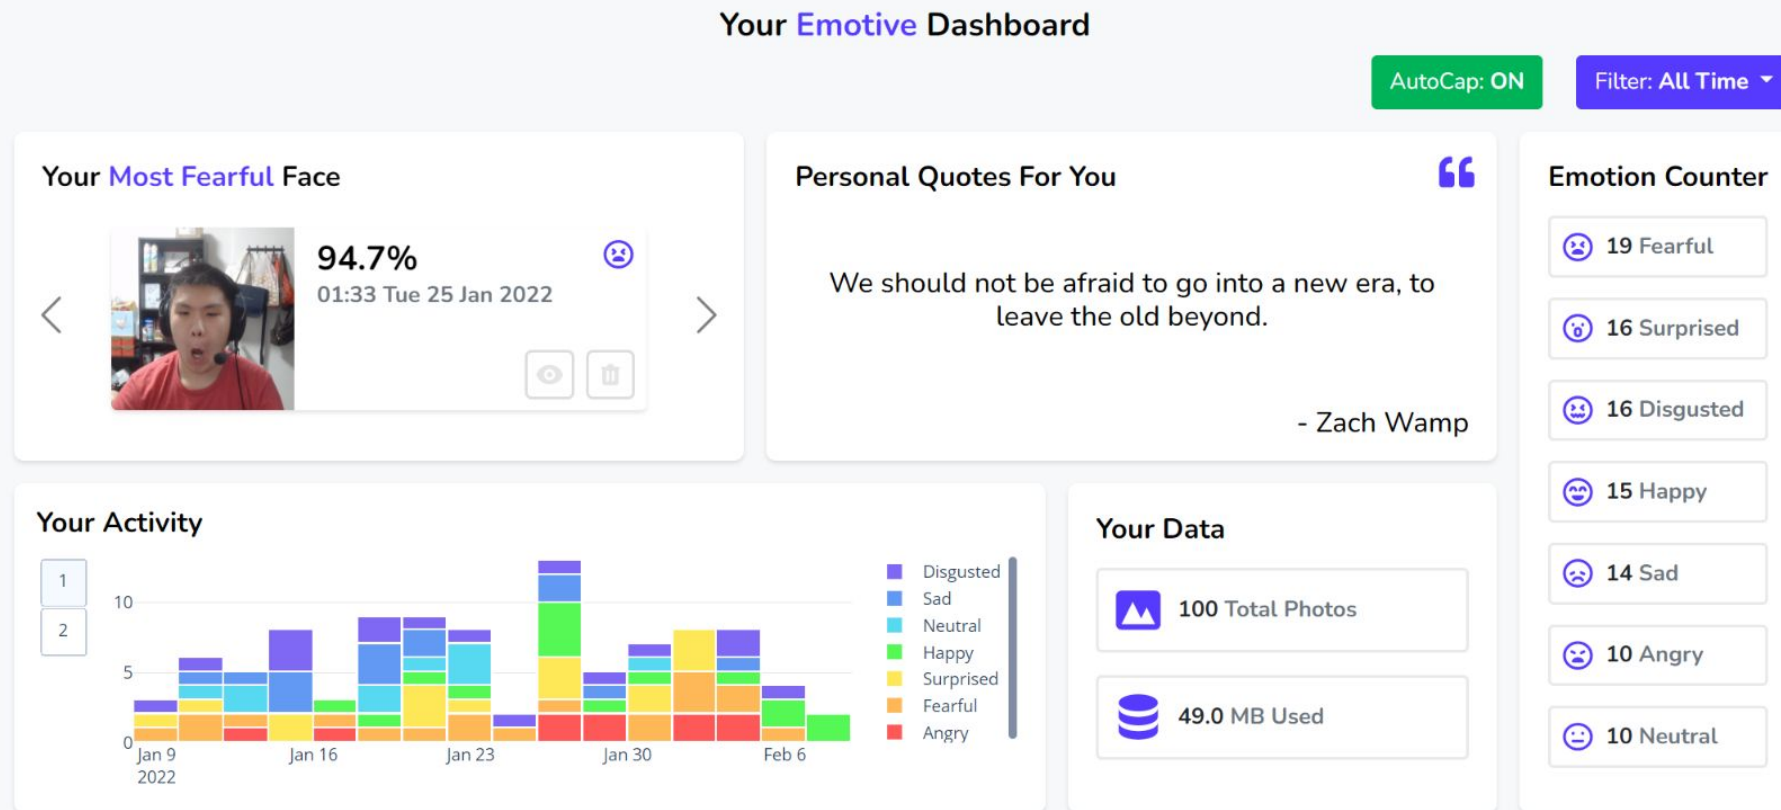 Your Emotive Dashboard
AutoCap: ON
Filter: All Time
Your Most Fearful Face
94.7%
01:33 Tue 25 Jan 2022
Personal Quotes For You
We should not be afraid to go into a new era, to
leave the old beyond.
- Zach Wamp
Emotion Counter
19 Fearful
16 Surprised
16 Disgusted
15 Happy
14 Sad
10 Angry
10 Neutral
Your Activity
1
2
10
5
0
Jan 9
2022
Jan 16
Jan 23
Jan 30
Feb 6
Disgusted
Sad
Neutral
Happy
Surprised
Fearful
Angry
Your Data
100 Total Photos
49.0 MB Used